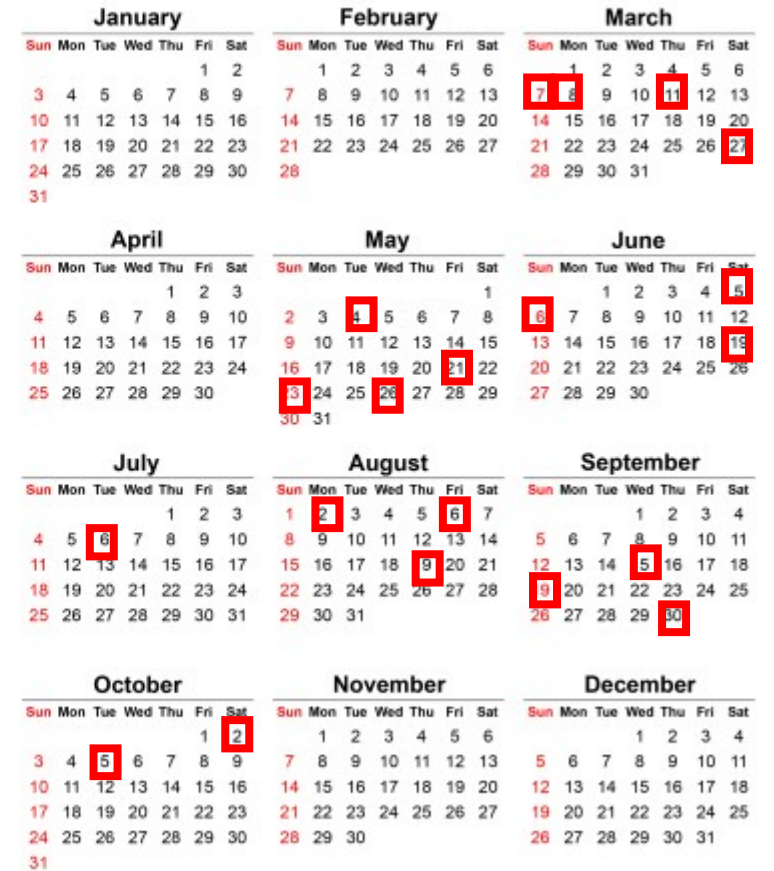 January
Sun Mon Tue Wed Thu Fri Sat
1 2
3 4 5 6 7 8 9
10 11 12 13 14 15 16
17 18 19 20 21 22 23
24 25 26 27 28 29 30
31
February
Sun Mon Tue Wed Thu Fri Sat
1 2 3 4 5 6
7 8 9 10 11 12 13
14 15 16 17 18 19 20
21 22 23 24 25 26 27
28
March
Sun Mon Tue Wed Thu Fri Sat
1 2 3 4 5 6
7 8 9 10 11 12 13
14 15 16 17 18 19 20
21 22 23 24 25 26 27
28 29 30 31
April
Sun Mon Tue Wed Thu Fri Sat
1 2 3
4 5 6 7 8 9 10
11 12 13 14 15 16 17
18 19 20 21 22 23 24
25 26 27 28 29 30
May
Sun Mon Tue Wed Thu Fri Sat
1
2 3 4 5 6 7 8
9 10 11 12 13 14 15
16 17 18 19 20 21 22
23 24 25 26 27 28 29
30 31
June
Sun Mon Tue Wed Thu Fri Sat
1 2 3 4 5
6 7 8 9 10 11 12
13 14 15 16 17 18 19
20 21 22 23 24 25 26
27 28 29 30
July
Sun Mon Tue Wed Thu Fri Sat
1 2 3
4 5 6 7 8 9 10
11 12 13 14 15 16 17
18 19 20 21 22 23 24
25 26 27 28 29 30 31
August
Sun Mon Tue Wed Thu Fri Sat
1 2 3 4 5 6 7
8 9 10 11 12 13 14
15 16 17 18 19 20 21
22 23 24 25 26 27 28
29 30 31
September
Sun Mon Tue Wed Thu Fri Sat
1 2 3 4
5 6 7 8 9 10 11
12 13 14 15 16 17 18
19 20 21 22 23 24 25
26 27 28 29 30
October
Sun Mon Tue Wed Thu Fri Sat
1 2
3 4 5 6 7 8 9
10 11 12 13 14 15 16
17 18 19 20 21 22 23
24 25 26 27 28 29 30
31
November
Sun Mon Tue Wed Thu Fri Sat
1 2 3 4 5 6
7 8 9 10 11 12 13
14 15 16 17 18 19 20
21 22 23 24 25 26 27
28 29 30
December
Sun Mon Tue Wed Thu Fri Sat
1 2 3 4
5 6 7 8 9 10 11
12 13 14 15 16 17 18
19 20 21 22 23 24 25
26 27 28 29 30 31